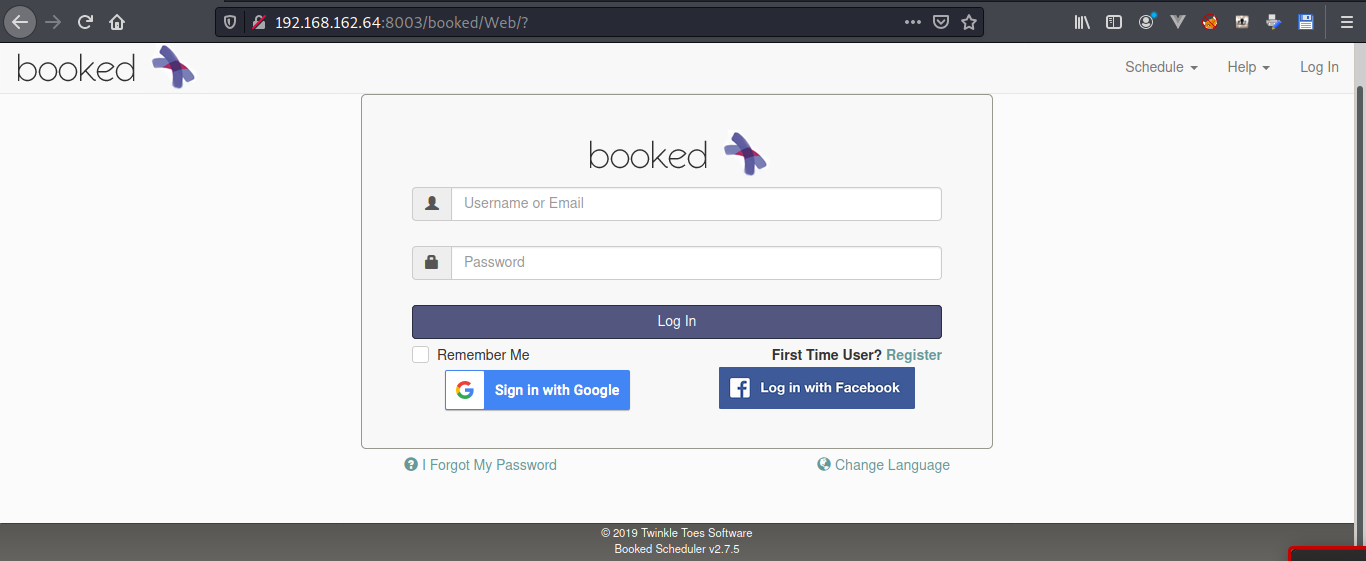 192.168.162.64:8003/booked/Web/?
booked
Schedule Help Log In
booked
Username or Email
Password
Log In
Remember Me First Time User? Register
Sign in with Google Log in with Facebook
I Forgot My Password Change Language
© 2019 Twinkle Toes Software
Booked Scheduler v2.7.5